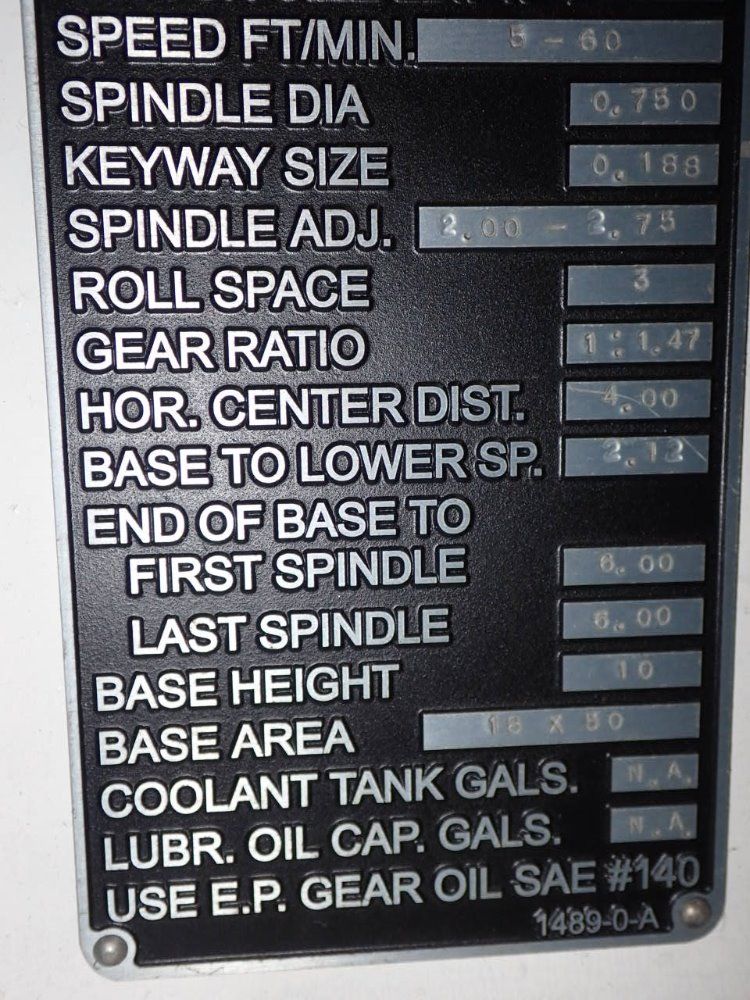 SPEED FT/MIN. 5 - 60
SPINDLE DIA 0.750
KEYWAY SIZE 0.188
SPINDLE ADJ. 2.00 - 2.75
ROLL SPACE 3
GEAR RATIO 1:1.47
HOR. CENTER DIST. 4.00
BASE TO LOWER SP. 2.12
END OF BASE TO
FIRST SPINDLE 6.00
LAST SPINDLE 6.00
BASE HEIGHT 10
BASE AREA 18 X 50
COOLANT TANK GALS. N.A.
LUBR. OIL CAP. GALS. N.A.
USE E.P. GEAR OIL SAE #140
1489-0-A